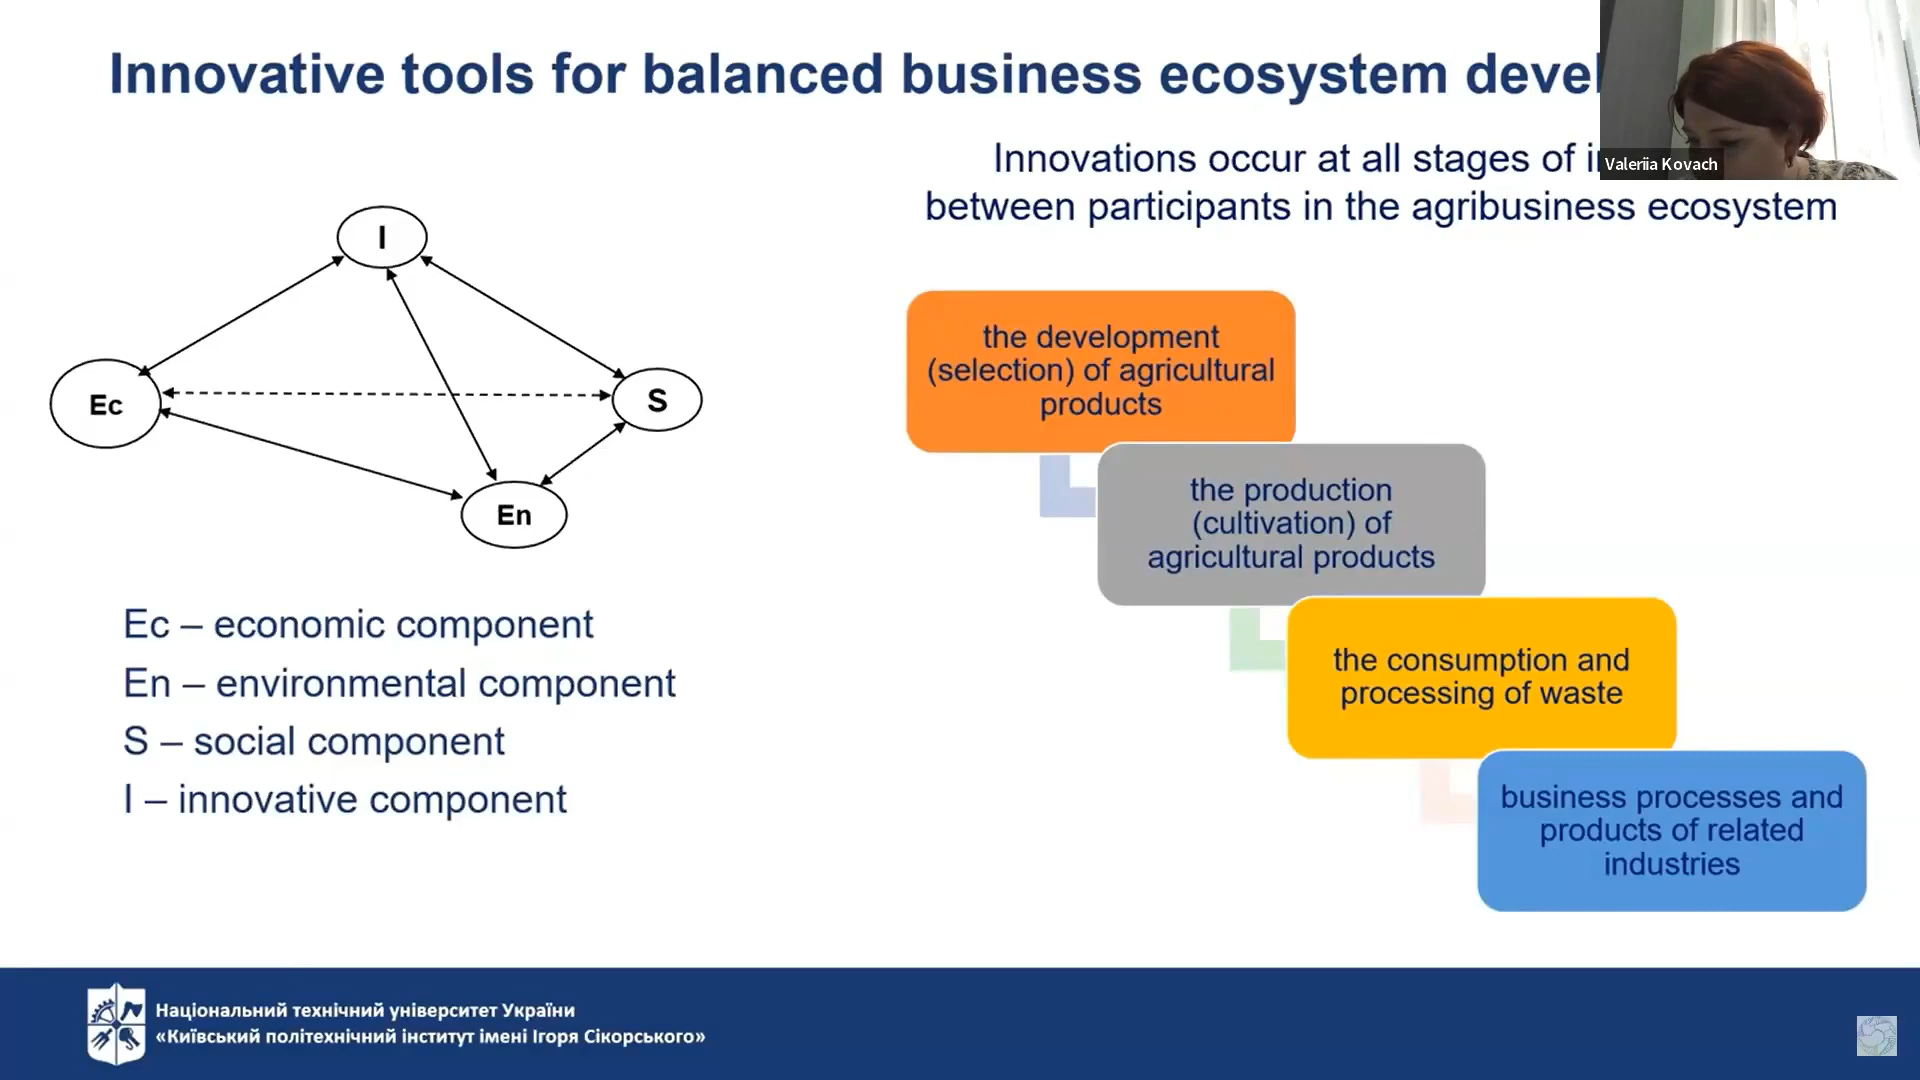 Innovative tools for balanced business ecosystem
Valeriia Kovach
Innovations occur at all stages of
between participants in the agribusiness ecosystem
I
Ec
S
En
Ec – economic component
En – environmental component
S – social component
I – innovative component
the development
(selection) of agricultural
products
the production
(cultivation) of
agricultural products
the consumption and
processing of waste
business processes and
products of related
industries
Національний технічний університет України
«Київський політехнічний інститут імені Ігоря Сікорського»